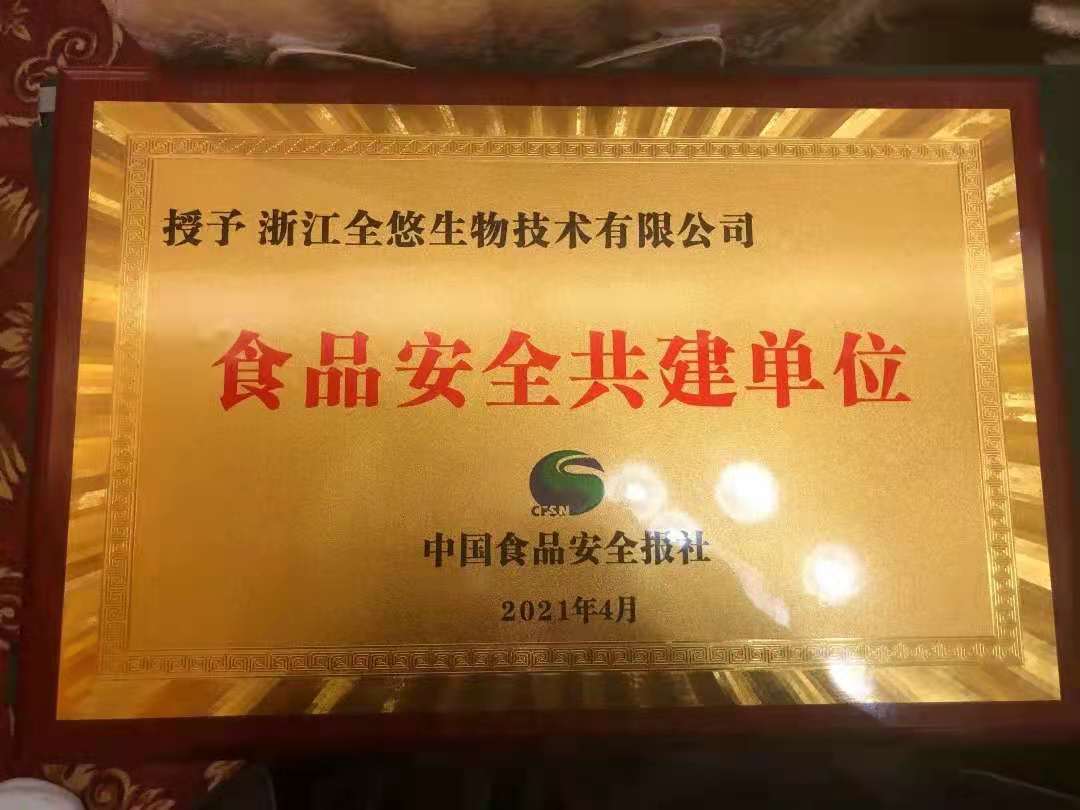 授予 浙江全悠生物技术有限公司
食品安全共建单位
CFSN
中国食品安全报社
2021年4月